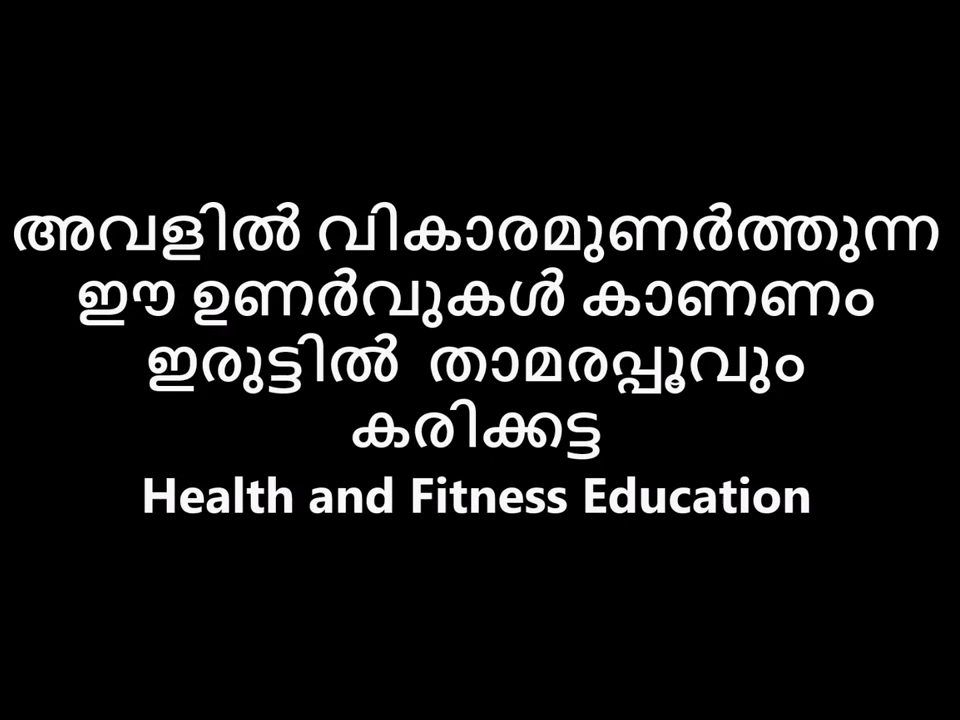 അവളിൽ വികാരമുണർത്തുന്ന
ഈ ഉണർവുകൾ കാണണം
ഇരുട്ടിൽ താമരപ്പൂവും
കരിക്കട്ട
Health and Fitness Education